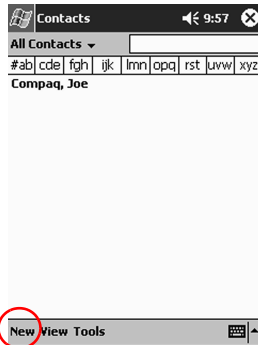 Contacts 9:57
All Contacts
#ab cde fgh ijk lmn opq rst uvw xyz
Compaq, Joe
New View Tools